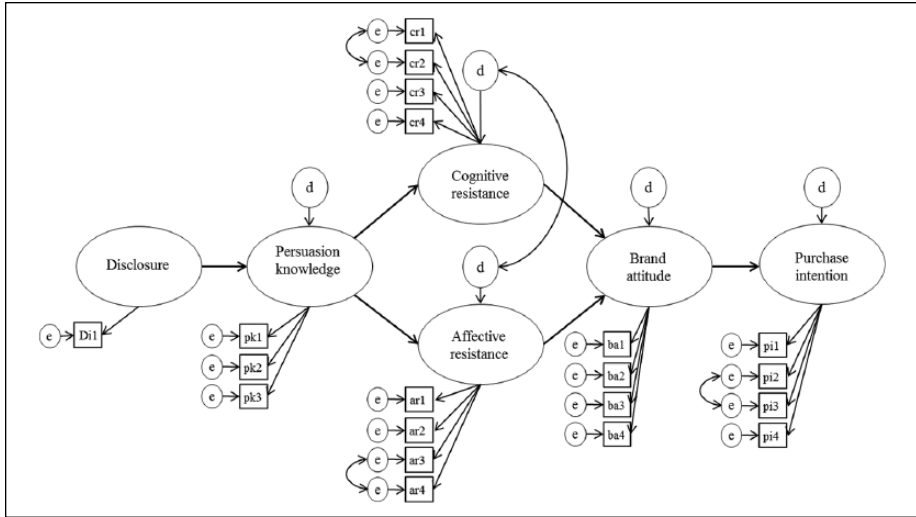 e cr1
e cr2
e cr3
e cr4
d
Cognitive
resistance
d
d
d
Disclosure
Persuasion
knowledge
d
Brand
attitude
Purchase
intention
e Di1
e pk1
e pk2
e pk3
Affective
resistance
e ar1
e ar2
e ar3
e ar4
e ba1
e ba2
e ba3
e ba4
e pi1
e pi2
e pi3
e pi4